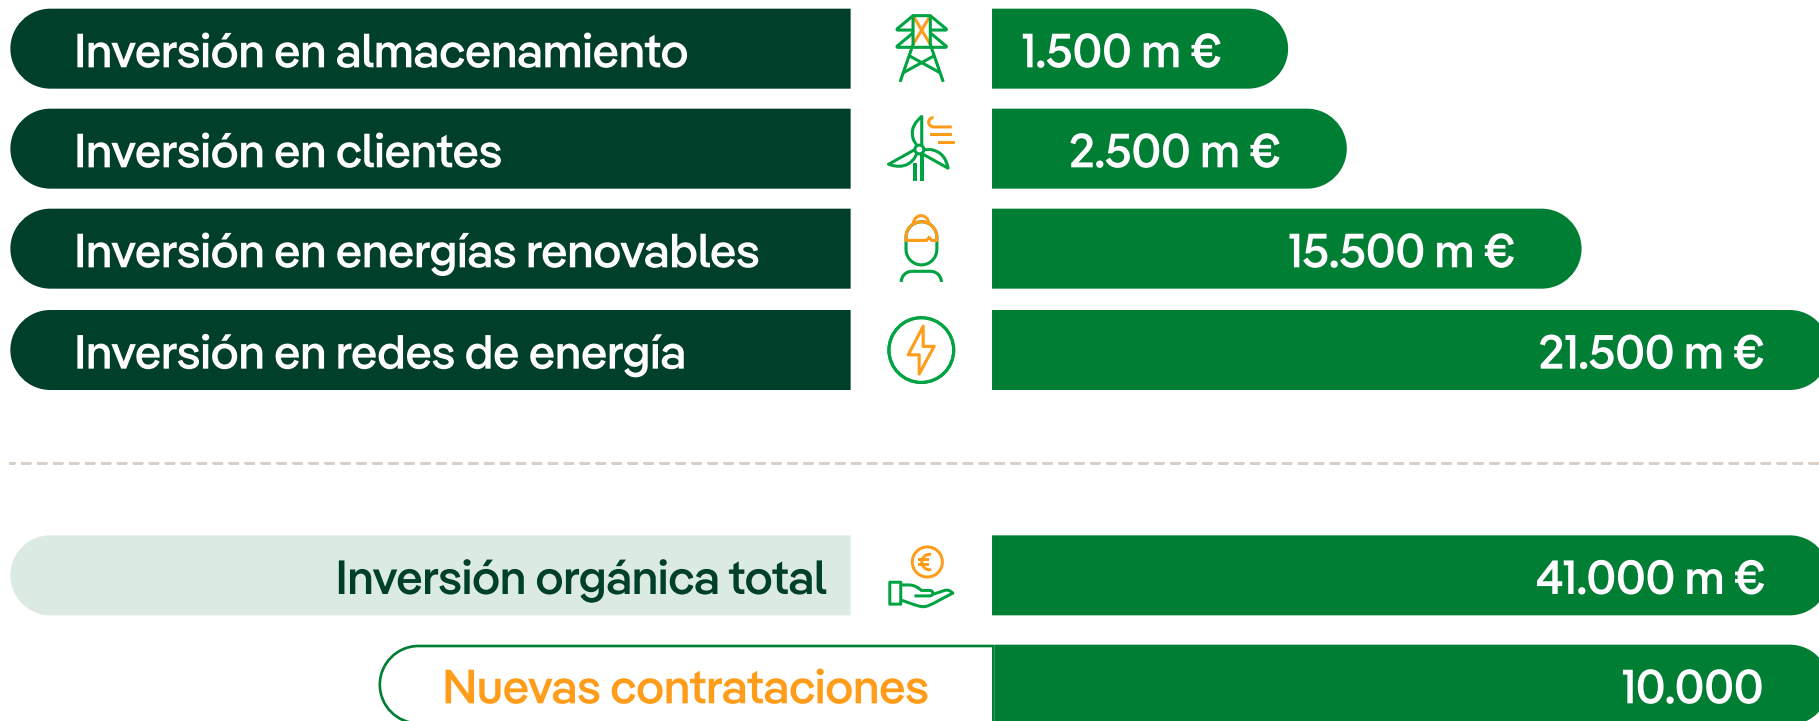 Inversión en almacenamiento 1.500 m €
Inversión en clientes 2.500 m €
Inversión en energías renovables 15.500 m €
Inversión en redes de energía 21.500 m €
Inversión orgánica total € 41.000 m €
Nuevas contrataciones 10.000